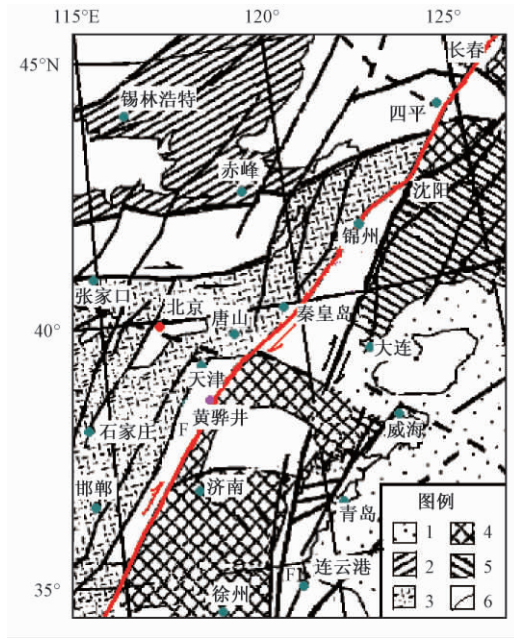 115°E 120° 125°
45°N
长春
锡林浩特
四平
赤峰
沈阳
锦州
张家口
北京
唐山
秦皇岛
40°
大连
天津
黄骅井
F
威海
石家庄
邯郸
济南
青岛
图例
1 4
2 5
3 6
35°
F
连云港
徐州